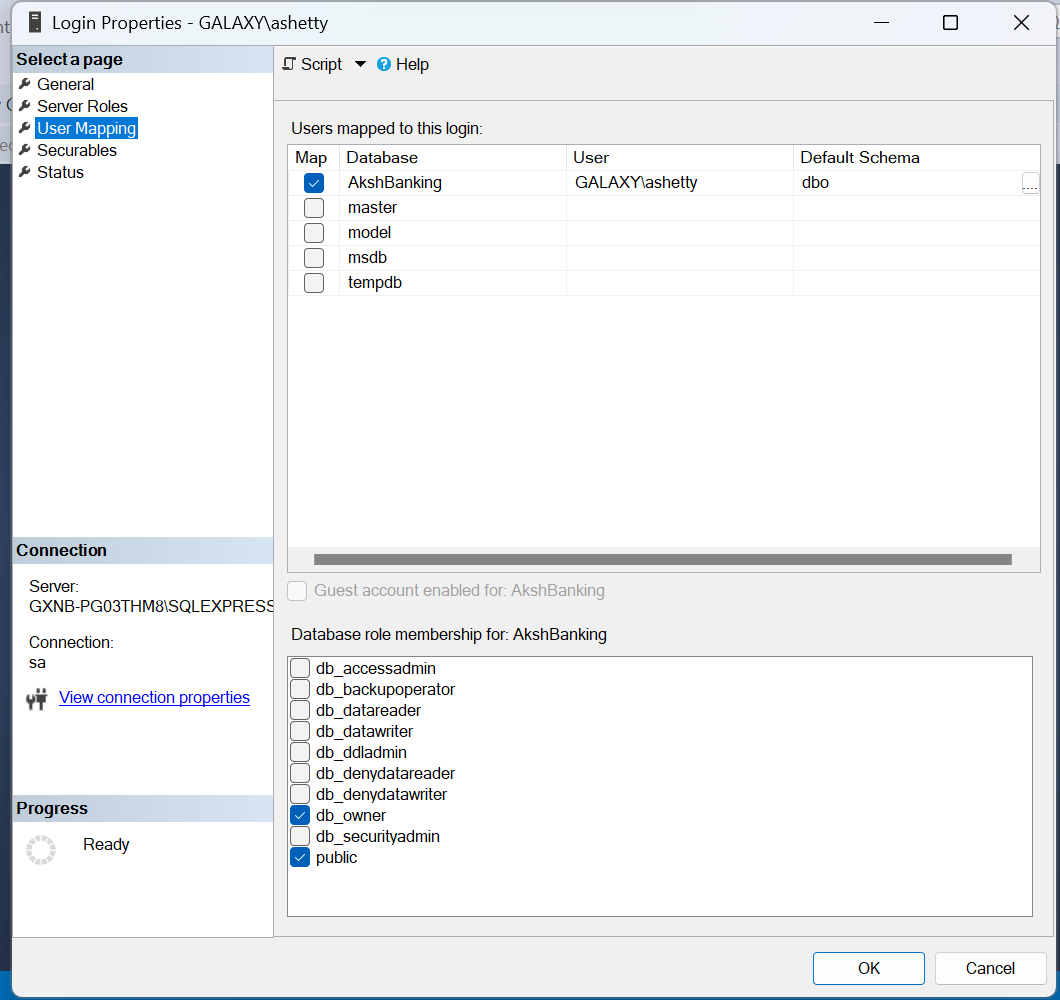 Login Properties - GALAXY\ashetty
Select a page
General
Server Roles
User Mapping
Securables
Status
Script
Help
Users mapped to this login:
Map Database User Default Schema
AkshBanking GALAXY\ashetty dbo ...
master
model
msdb
tempdb
Guest account enabled for: AkshBanking
Database role membership for: AkshBanking
db_accessadmin
db_backupoperator
db_datareader
db_datawriter
db_ddladmin
db_denydatareader
db_denydatawriter
db_owner
db_securityadmin
public
Connection
Server:
GXNB-PG03THM8\SQLEXPRESS
Connection:
sa
View connection properties
Progress
Ready
OK
Cancel